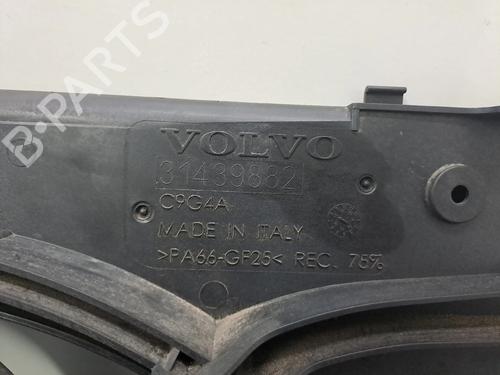 B-PARTS
VOLVO
31439882
C9G4A
MADE IN ITALY
>PA66-GF25< REC. 75%